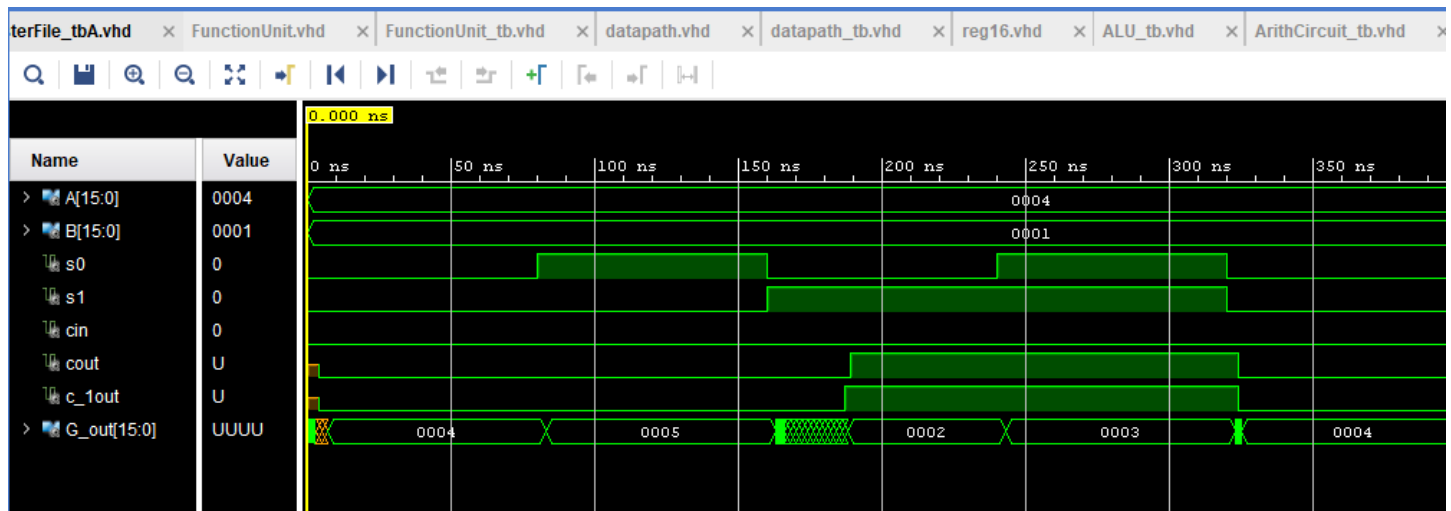 terFile_tbA.vhd × FunctionUnit.vhd × FunctionUnit_tb.vhd × datapath.vhd × datapath_tb.vhd × reg16.vhd × ALU_tb.vhd × ArithCircuit_tb.vhd ×
0.000 ns
Name Value 0 ns 50 ns 100 ns 150 ns 200 ns 250 ns 300 ns 350 ns
A[15:0] 0004 0004
B[15:0] 0001 0001
s0 0
s1 0
cin 0
cout U
c_1out U
G_out[15:0] UUUU 0004 0005 0002 0003 0004